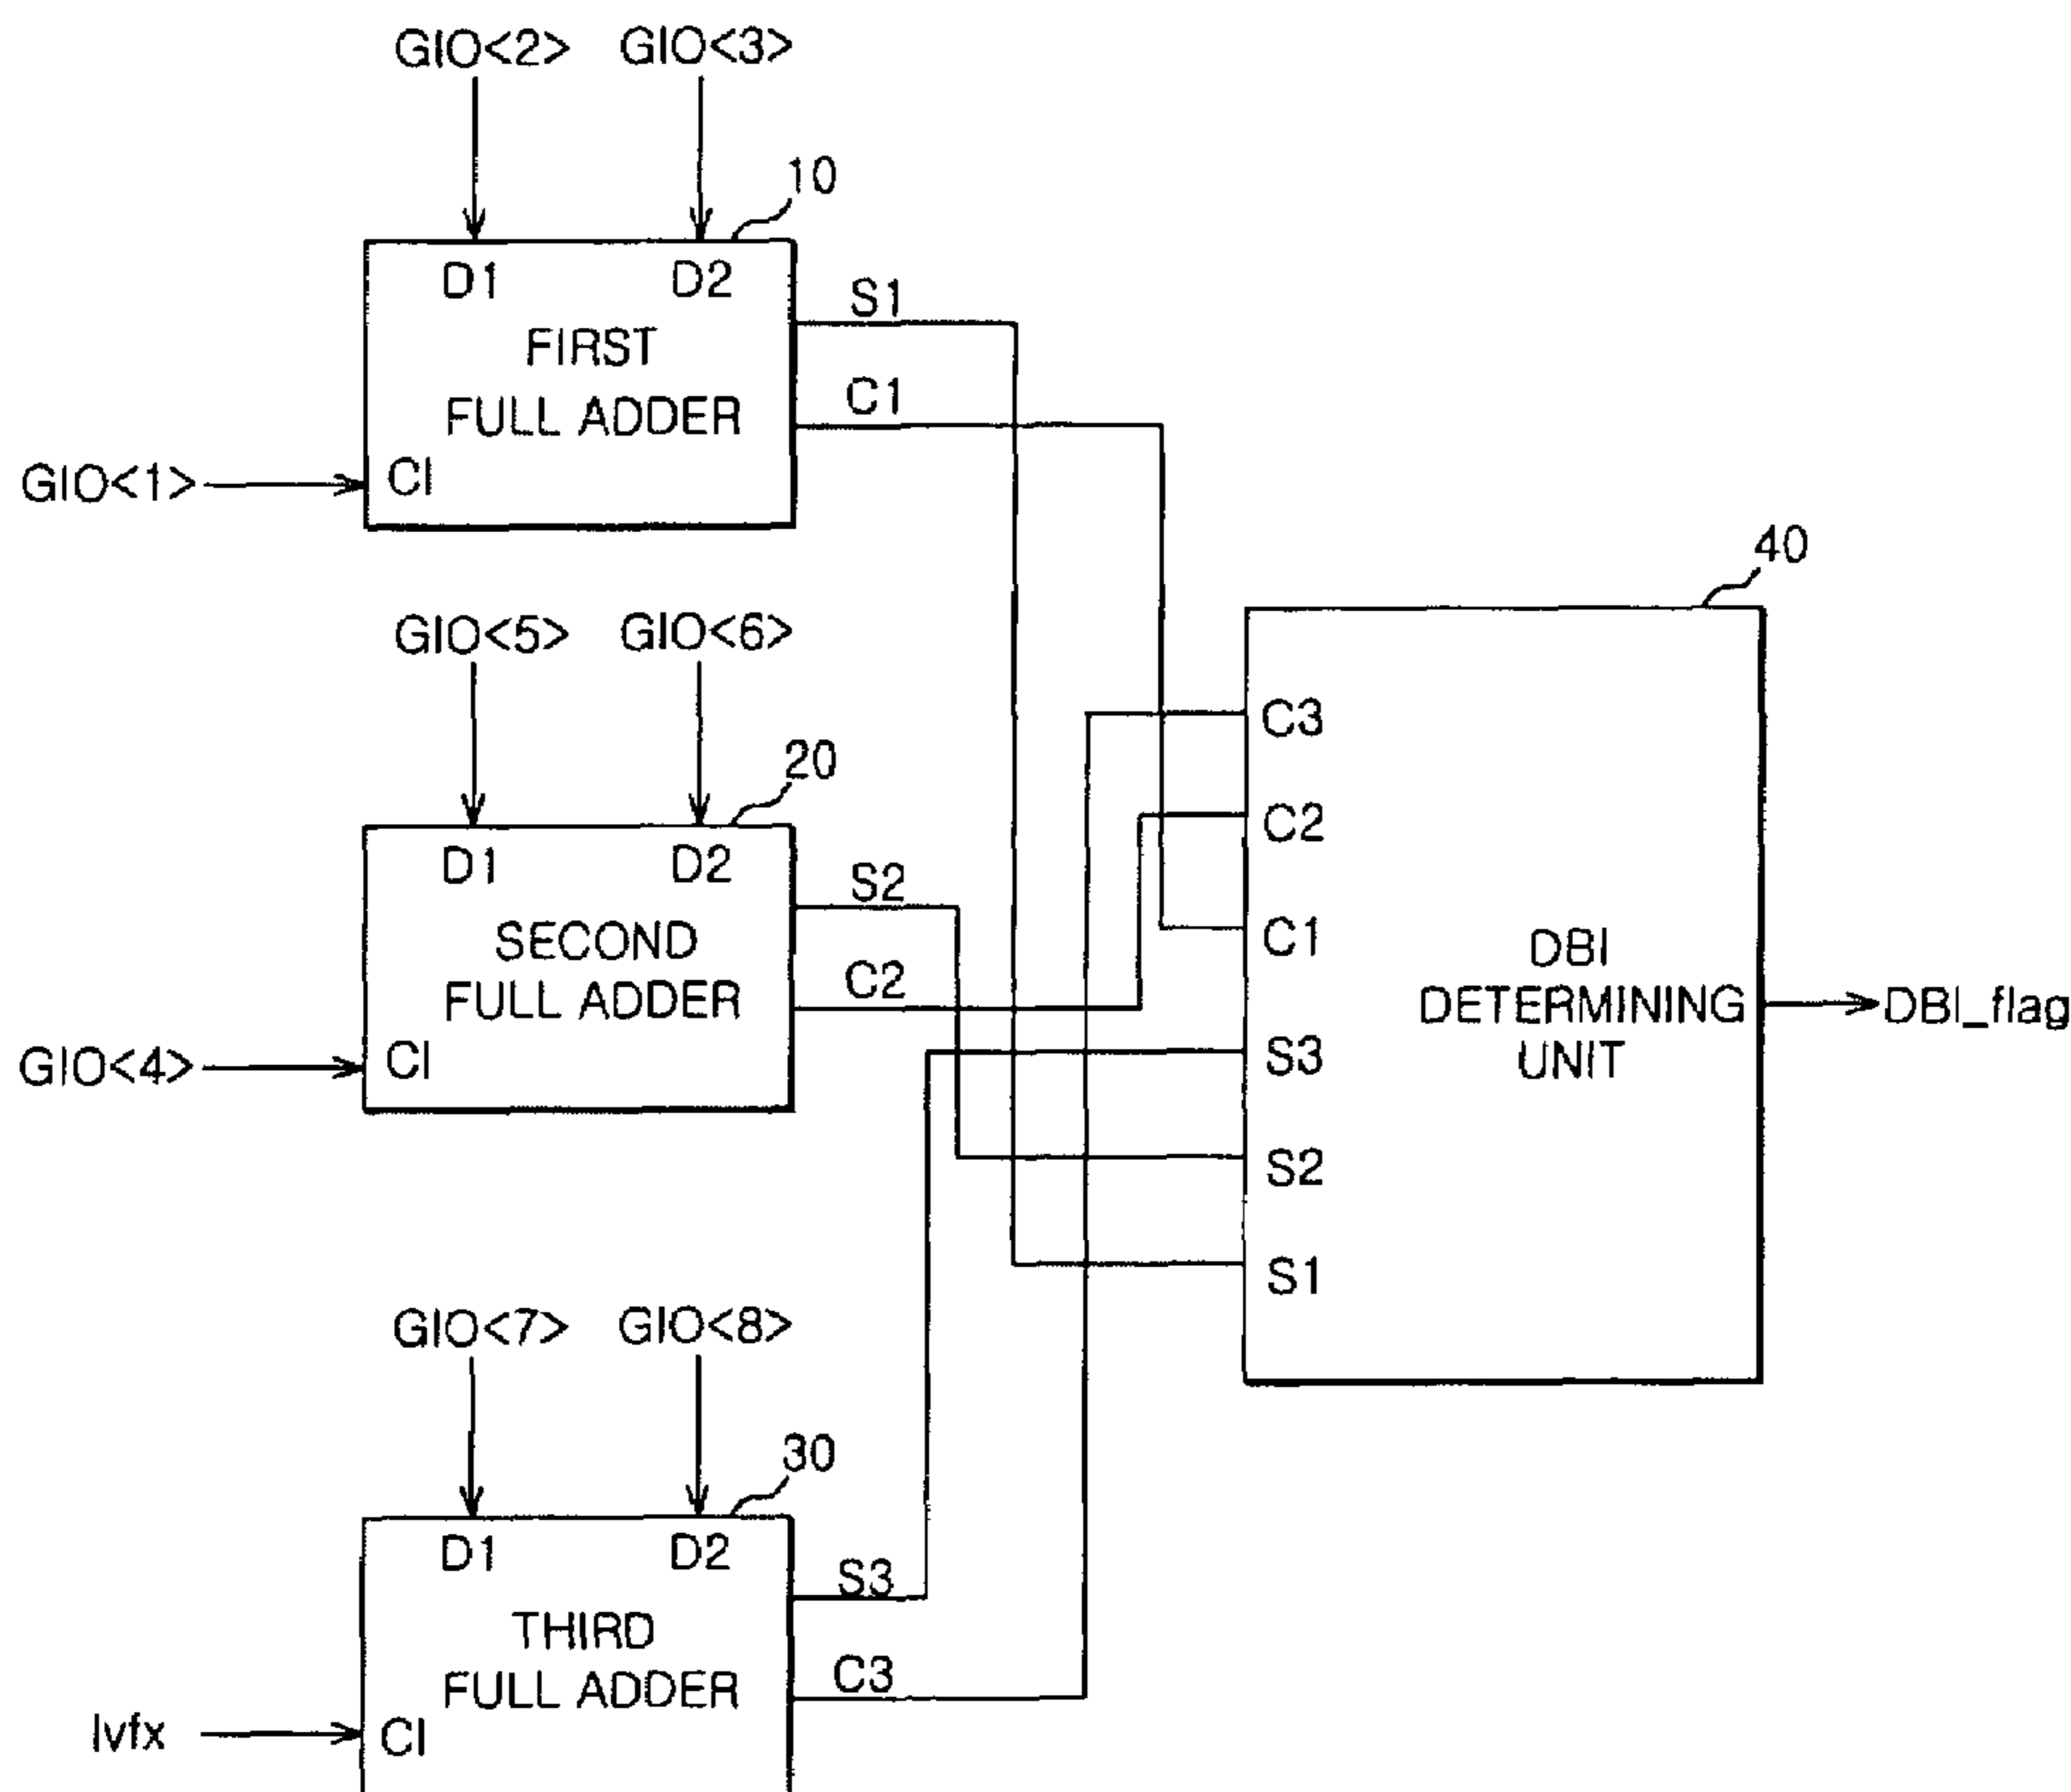 GIO<2> GIO<3>
10
D1 D2
S1
FIRST
FULL ADDER
C1
GIO<1>
CI
40
GIO<5> GIO<6>
20
D1 D2
S2
SECOND
FULL ADDER
C2
GIO<4>
CI
C3
C2
C1
S3
S2
S1
DBI
DETERMINING
UNIT
DBI_flag
GIO<7> GIO<8>
30
D1 D2
S3
THIRD
FULL ADDER
C3
lvfx
CI